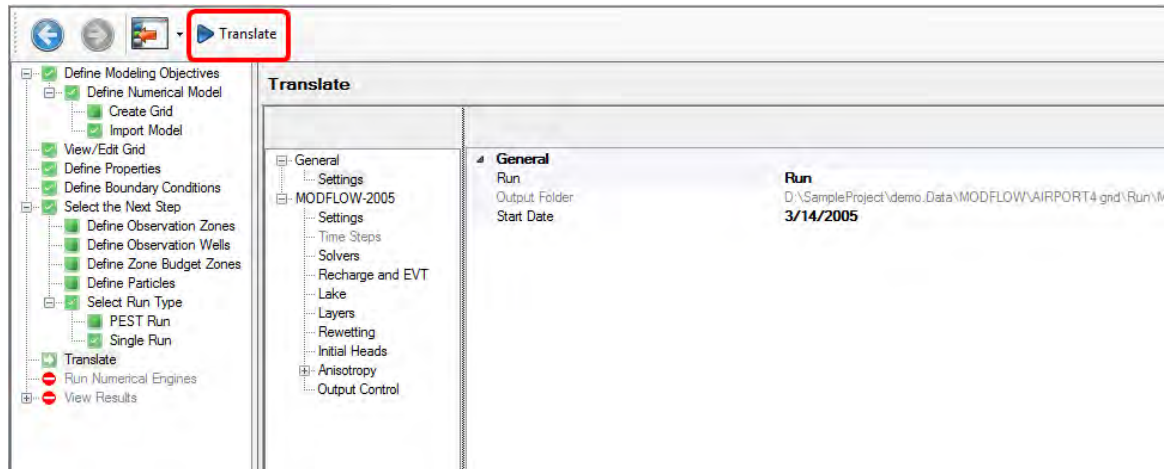 Translate
Define Modeling Objectives
Define Numerical Model
Create Grid
Import Model
View/Edit Grid
Define Properties
Define Boundary Conditions
Select the Next Step
Define Observation Zones
Define Observation Wells
Define Zone Budget Zones
Define Particles
Select Run Type
PEST Run
Single Run
Translate
Run Numerical Engines
View Results
Translate
General
Settings
MODFLOW-2005
Settings
Time Steps
Solvers
Recharge and EVT
Lake
Layers
Rewetting
Initial Heads
Anisotropy
Output Control
General
Run Run
Output Folder D:\SampleProject\demo.Data\MODFLOW\AIRPORT4 grid\Run\M
Start Date 3/14/2005